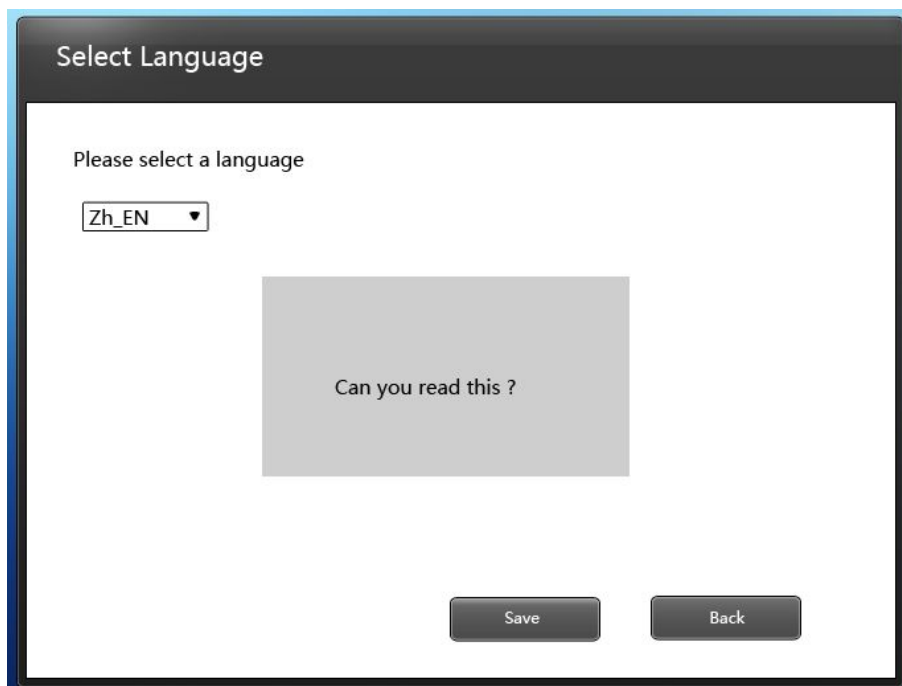 Select Language
Please select a language
Zh_EN
Can you read this ?
Save
Back